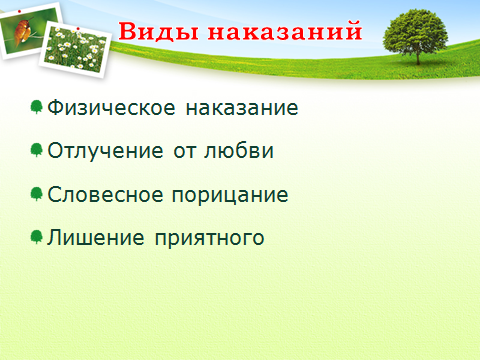 Виды наказаний
Физическое наказание
Отлучение от любви
Словесное порицание
Лишение приятного